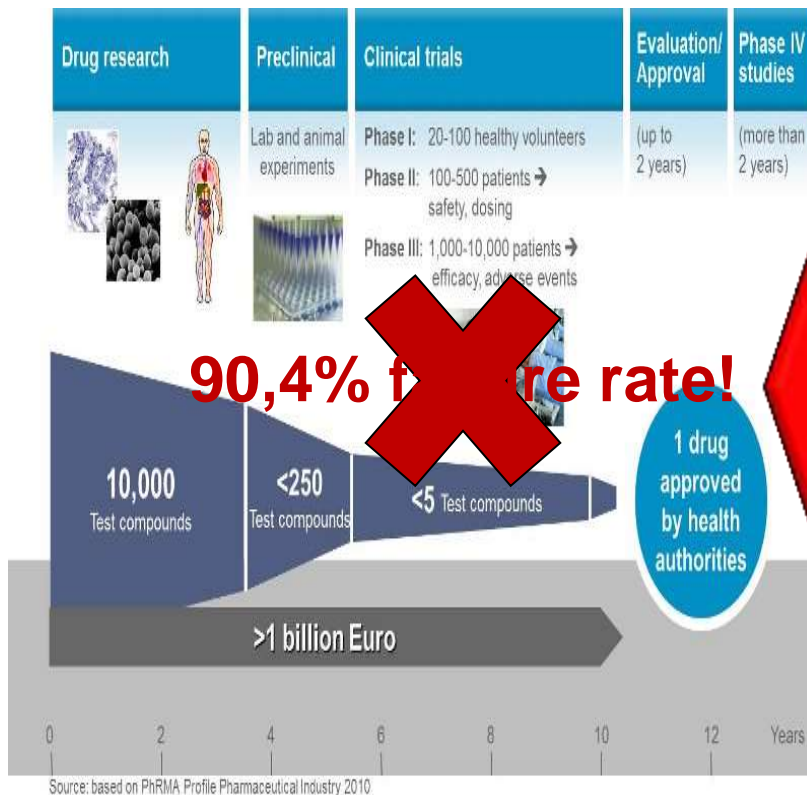 Drug research
Preclinical
Clinical trials
Evaluation/
Approval
Phase IV
studies
Lab and animal
experiments
Phase I: 20-100 healthy volunteers
Phase II: 100-500 patients ➔
safety, dosing
Phase III: 1,000-10,000 patients ➔
efficacy, adverse events
(up to
2 years)
(more than
2 years)
90,4% re rate!
10,000
Test compounds
<250
Test compounds
<5 Test compounds
1 drug
approved
by health
authorities
>1 billion Euro
0 2 4 6 8 10 12 Years
Source: based on PhRMA Profile Pharmaceutical Industry 2010